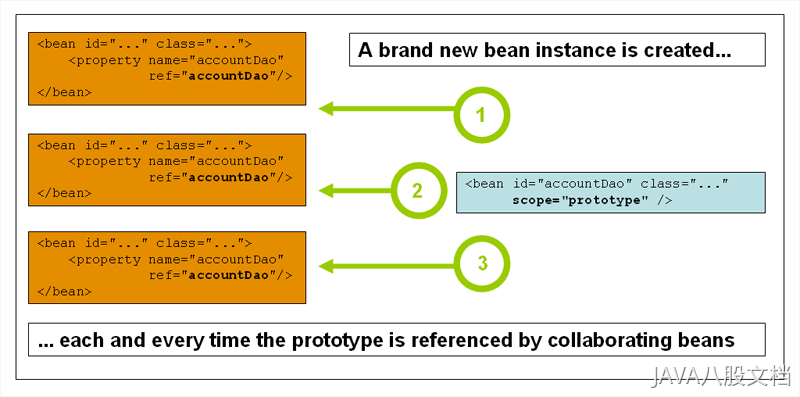 <bean id="..." class="...">
<property name="accountDao"
ref="accountDao"/>
</bean>
A brand new bean instance is created...
1
<bean id="..." class="...">
<property name="accountDao"
ref="accountDao"/>
</bean>
2
<bean id="accountDao" class="..."
scope="prototype" />
<bean id="..." class="...">
<property name="accountDao"
ref="accountDao"/>
</bean>
3
... each and every time the prototype is referenced by collaborating beans
JAVA八股文档